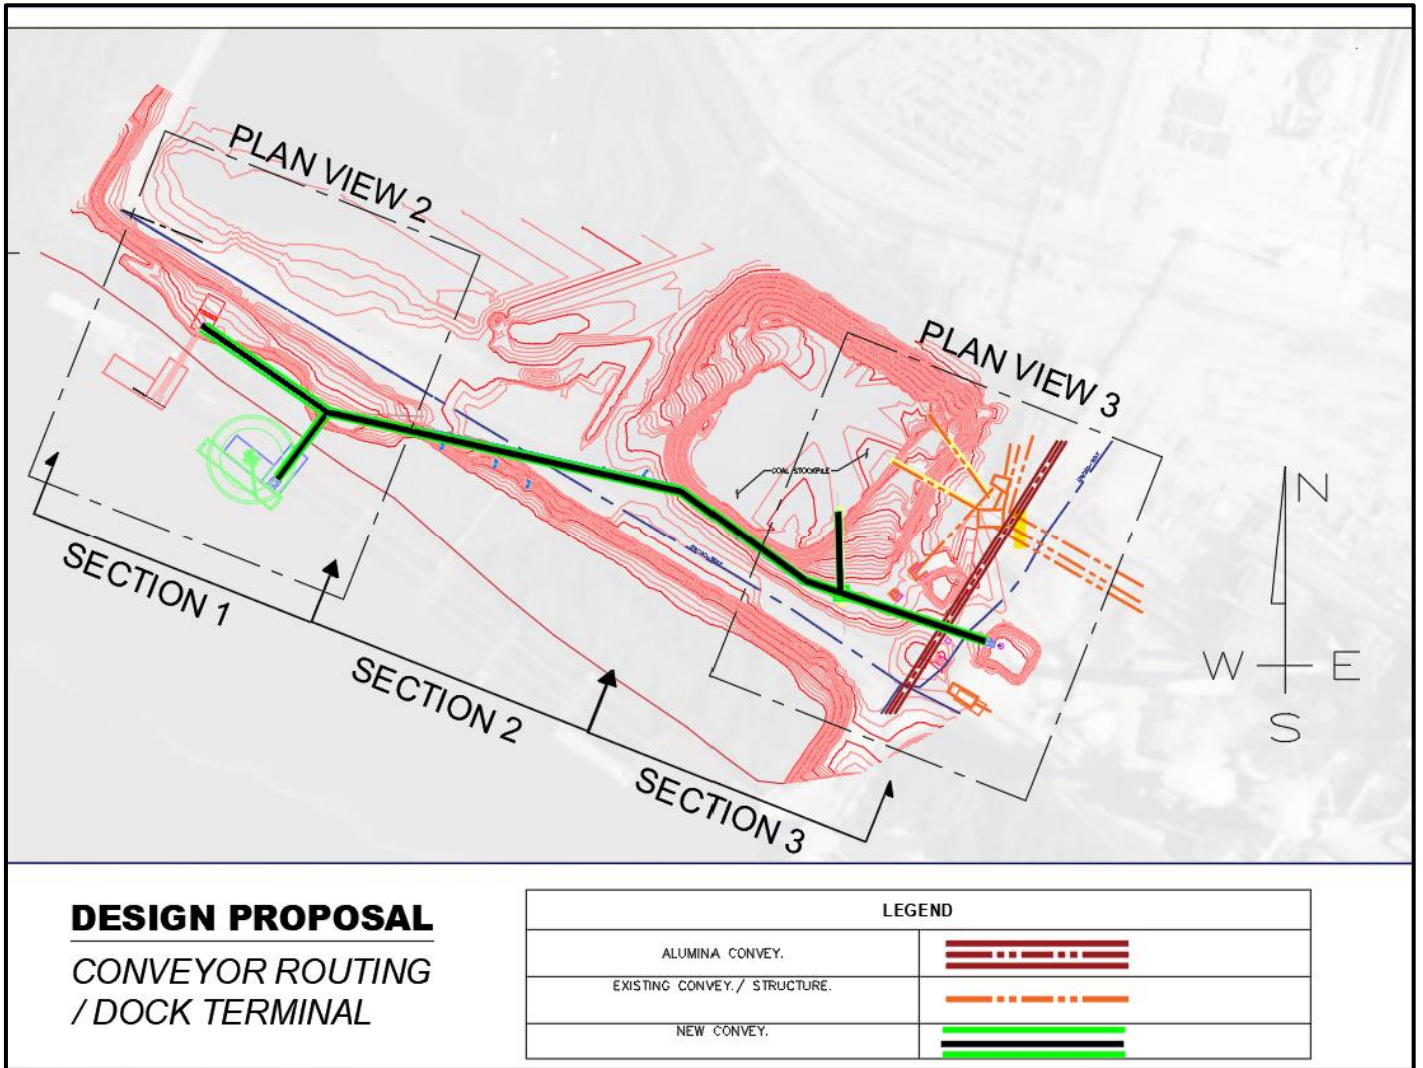 PLAN VIEW 2
PLAN VIEW 3
COAL STOCKPILE
SECTION 1
SECTION 2
SECTION 3
N
W E
S
DESIGN PROPOSAL
CONVEYOR ROUTING
/ DOCK TERMINAL
LEGEND
ALUMINA CONVEY.
EXISTING CONVEY./ STRUCTURE.
NEW CONVEY.